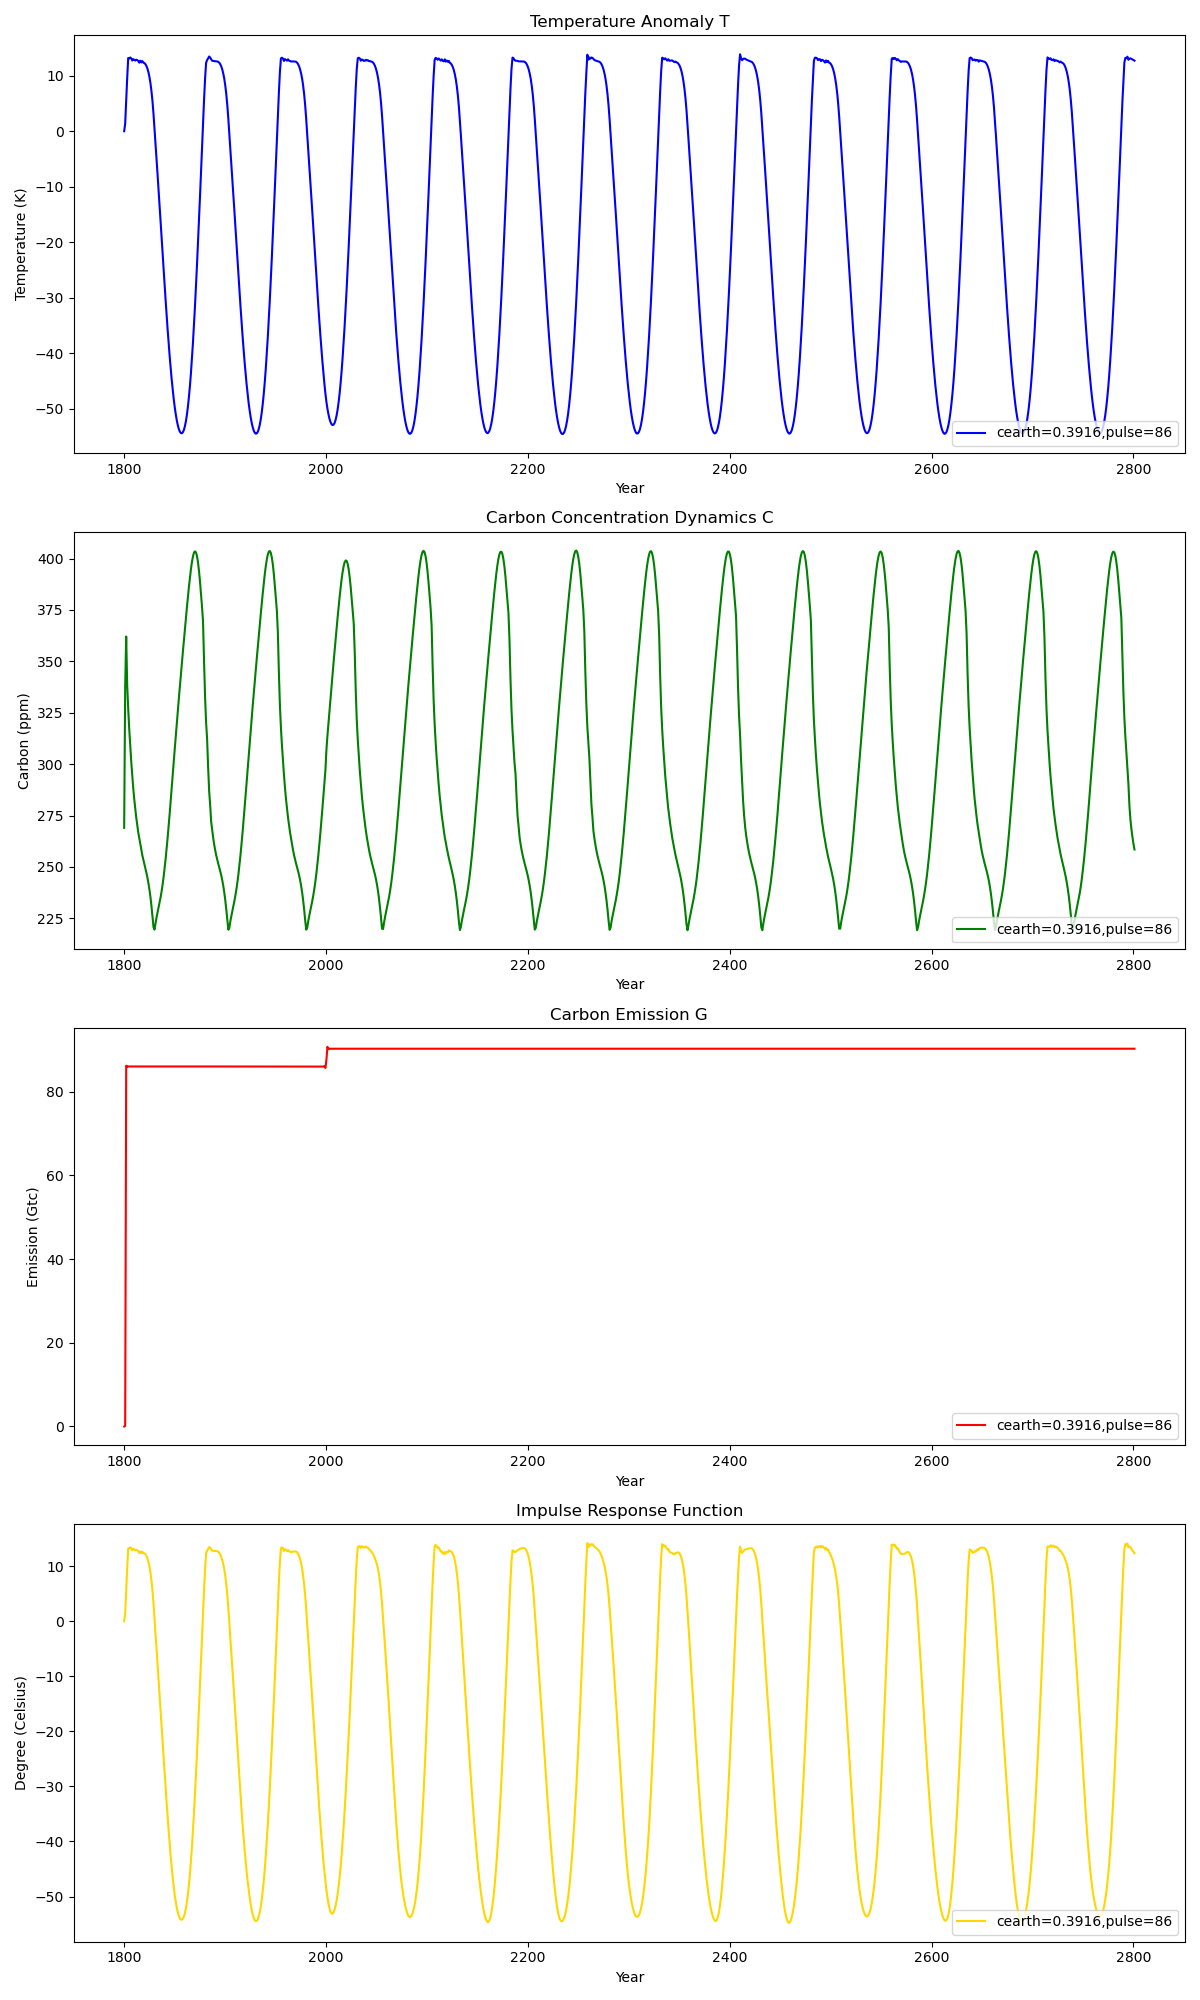 Temperature Anomaly T
10
0
−10
−20
−30
−40
−50
Temperature (K)
cearth=0.3916,pulse=86
1800 2000 2200 2400 2600 2800
Year
Carbon Concentration Dynamics C
400
375
350
325
300
275
250
225
Carbon (ppm)
cearth=0.3916,pulse=86
1800 2000 2200 2400 2600 2800
Year
Carbon Emission G
80
60
40
20
0
Emission (Gtc)
cearth=0.3916,pulse=86
1800 2000 2200 2400 2600 2800
Year
Impulse Response Function
10
0
−10
−20
−30
−40
−50
Degree (Celsius)
cearth=0.3916,pulse=86
1800 2000 2200 2400 2600 2800
Year